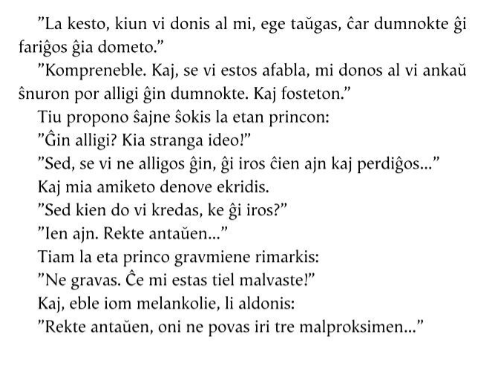 ”La kesto, kiun vi donis al mi, ege taŭgas, ĉar dumnokte ĝi
fariĝos ĝia dometo.”
”Kompreneble. Kaj, se vi estos afabla, mi donos al vi ankaŭ
ŝnuron por alligi ĝin dumnokte. Kaj fosteton.”
Tiu propono ŝajne ŝokis la etan princon:
”Ĝin alligi? Kia stranga ideo!”
”Sed, se vi ne alligos ĝin, ĝi iros ĉien ajn kaj perdiĝos...”
Kaj mia amiketo denove ekridis.
”Sed kien do vi kredas, ke ĝi iros?”
”Ien ajn. Rekte antaŭen...”
Tiam la eta princo gravmiene rimarkis:
”Ne gravas. Ĉe mi estas tiel malvaste!”
Kaj, eble iom melankolie, li aldonis:
”Rekte antaŭen, oni ne povas iri tre malproksimen...”